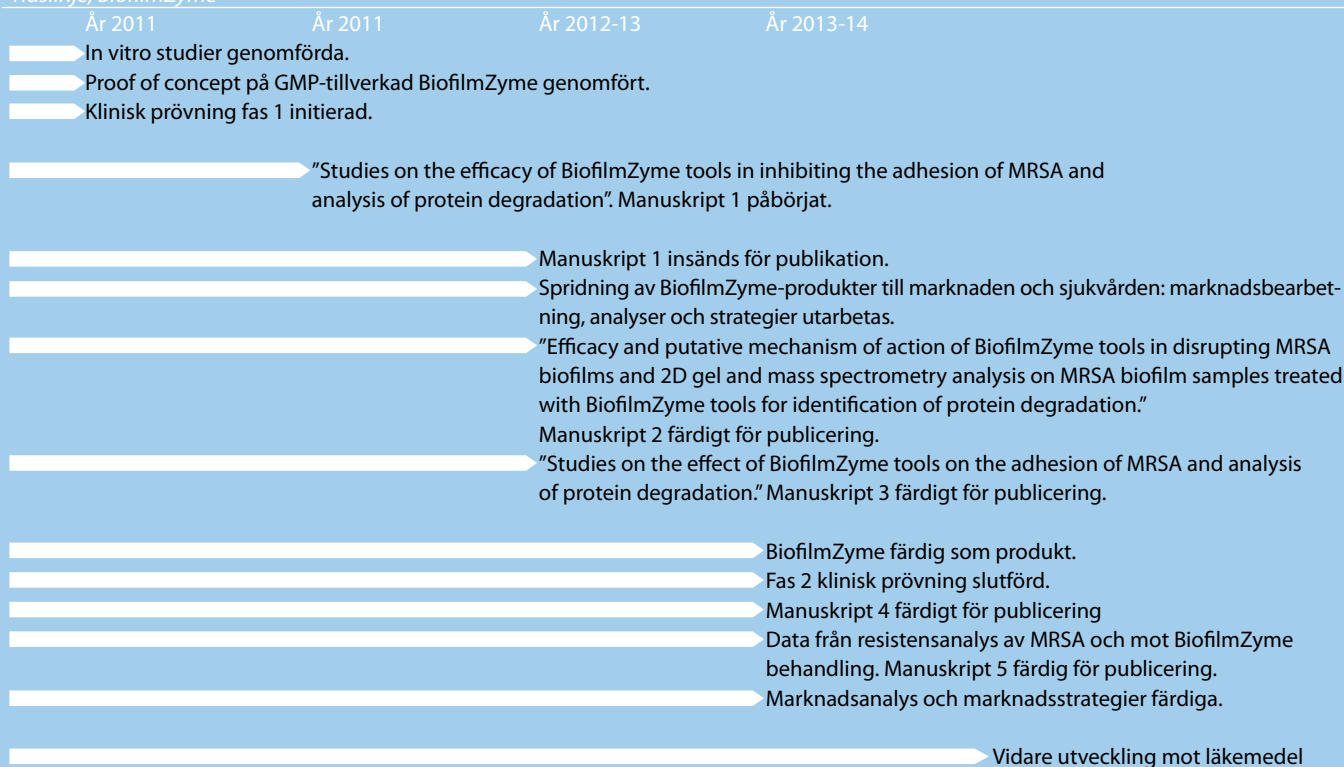 Tidslinje, BiofilmZyme
År 2011 År 2011 År 2012-13 År 2013-14
In vitro studier genomförda.
Proof of concept på GMP-tillverkad BiofilmZyme genomfört.
Klinisk prövning fas 1 initierad.
”Studies on the efficacy of BiofilmZyme tools in inhibiting the adhesion of MRSA and
analysis of protein degradation”. Manuskript 1 påbörjat.
Manuskript 1 insänds för publikation.
Spridning av BiofilmZyme-produkter till marknaden och sjukvården: marknadsbearbet-
ning, analyser och strategier utarbetas.
”Efficacy and putative mechanism of action of BiofilmZyme tools in disrupting MRSA
biofilms and 2D gel and mass spectrometry analysis on MRSA biofilm samples treated
with BiofilmZyme tools for identification of protein degradation.”
Manuskript 2 färdigt för publicering.
”Studies on the effect of BiofilmZyme tools on the adhesion of MRSA and analysis
of protein degradation.” Manuskript 3 färdigt för publicering.
BiofilmZyme färdig som produkt.
Fas 2 klinisk prövning slutförd.
Manuskript 4 färdigt för publicering
Data från resistensanalys av MRSA och mot BiofilmZyme
behandling. Manuskript 5 färdig för publicering.
Marknadsanalys och marknadsstrategier färdiga.
Vidare utveckling mot läkemedel